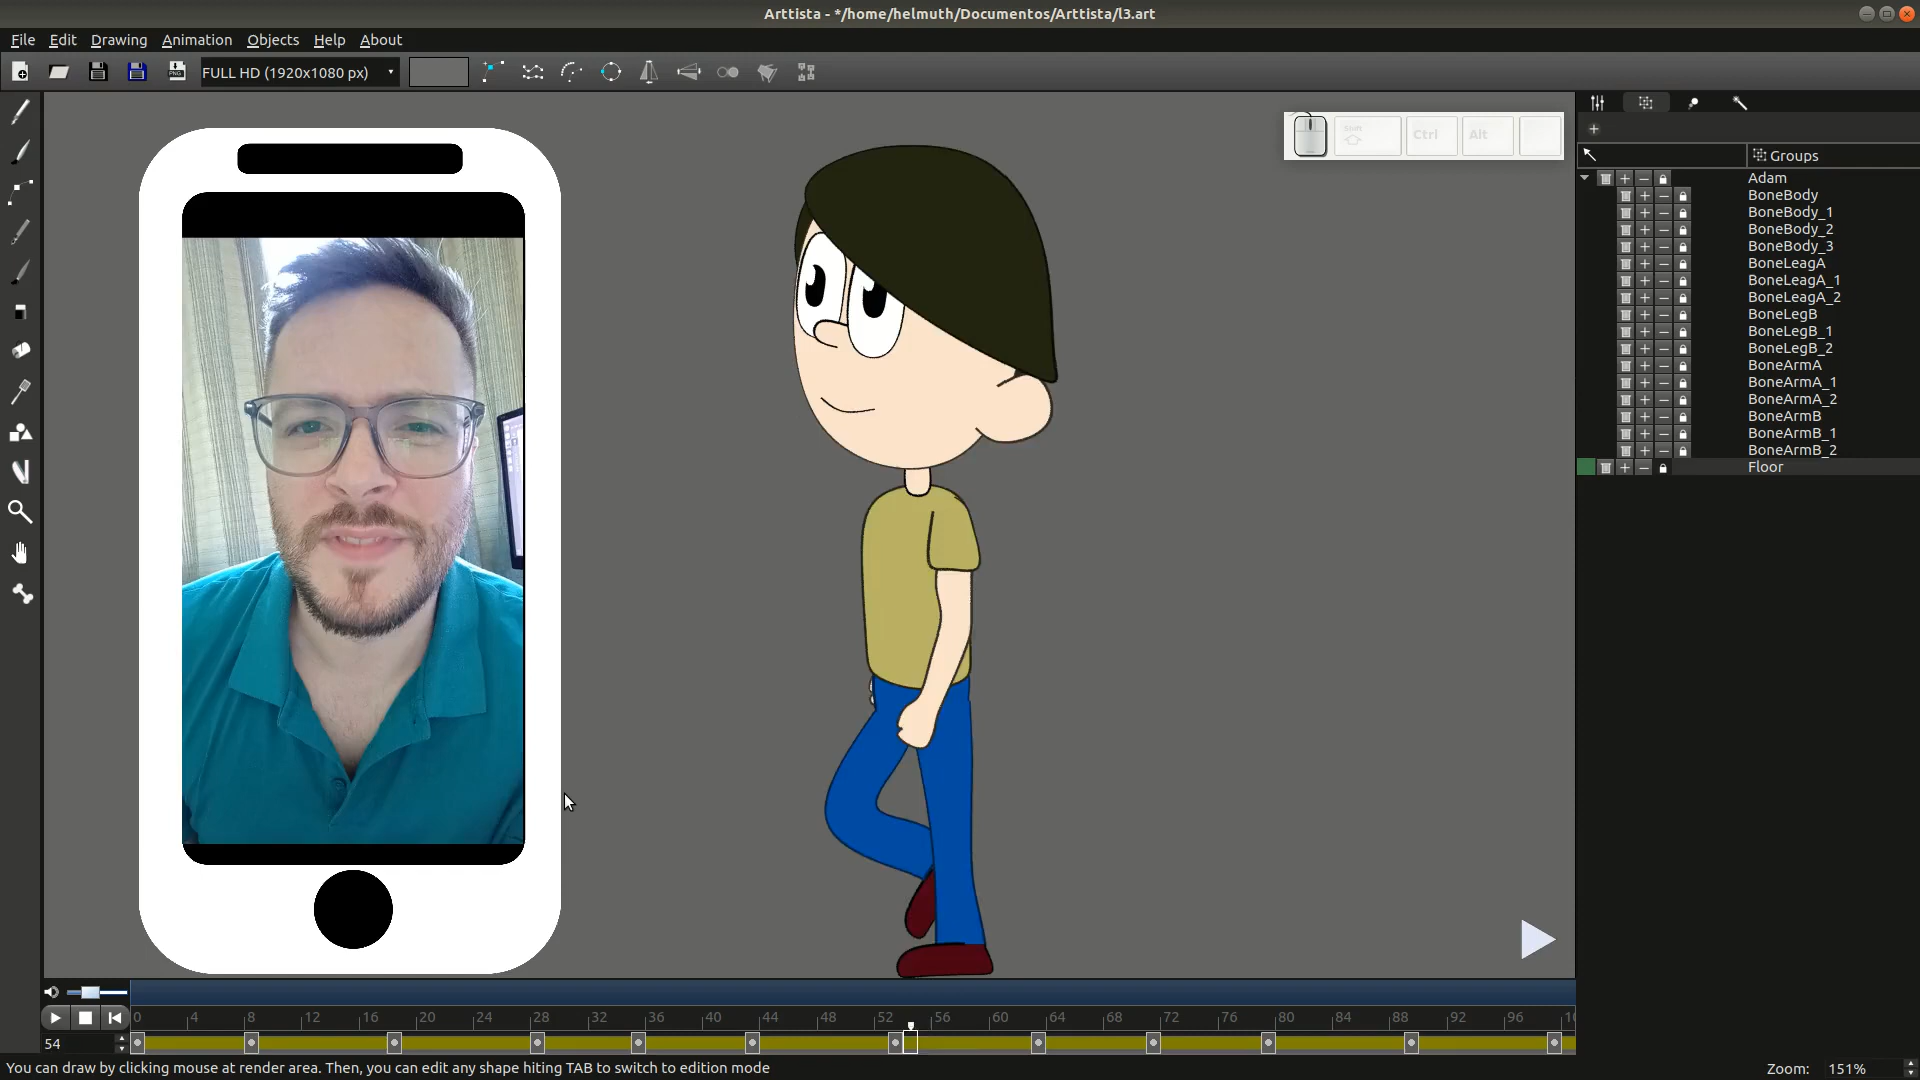 Arttista - */home/helmuth/Documentos/Arttista/l3.art
File Edit Drawing Animation Objects Help About
PNG FULL HD (1920x1080 px)
Shift Ctrl Alt
Groups
Adam
BoneBody
BoneBody_1
BoneBody_2
BoneBody_3
BoneLeagA
BoneLeagA_1
BoneLeagA_2
BoneLegB
BoneLegB_1
BoneLegB_2
BoneArmA
BoneArmA_1
BoneArmA_2
BoneArmB
BoneArmB_1
BoneArmB_2
Floor
0 4 8 12 16 20 24 28 32 36 40 44 48 52 56 60 64 68 72 76 80 84 88 92 96
54
You can draw by clicking mouse at render area. Then, you can edit any shape hiting TAB to switch to edition mode
Zoom: 151%